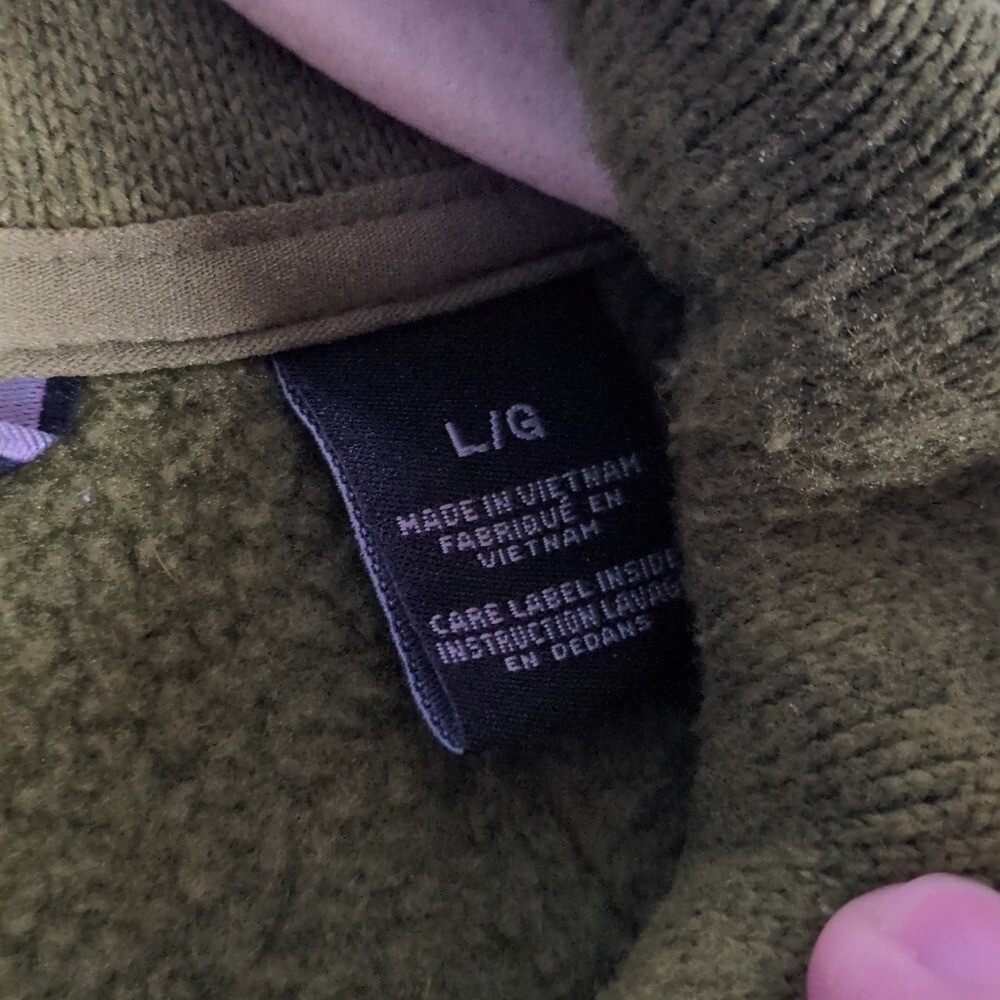 L/G
MADE IN VIETNAM
FABRIQUÉ EN
VIETNAM
CARE LABEL INSIDE
INSTRUCTION LAVAGE
EN DEDANS